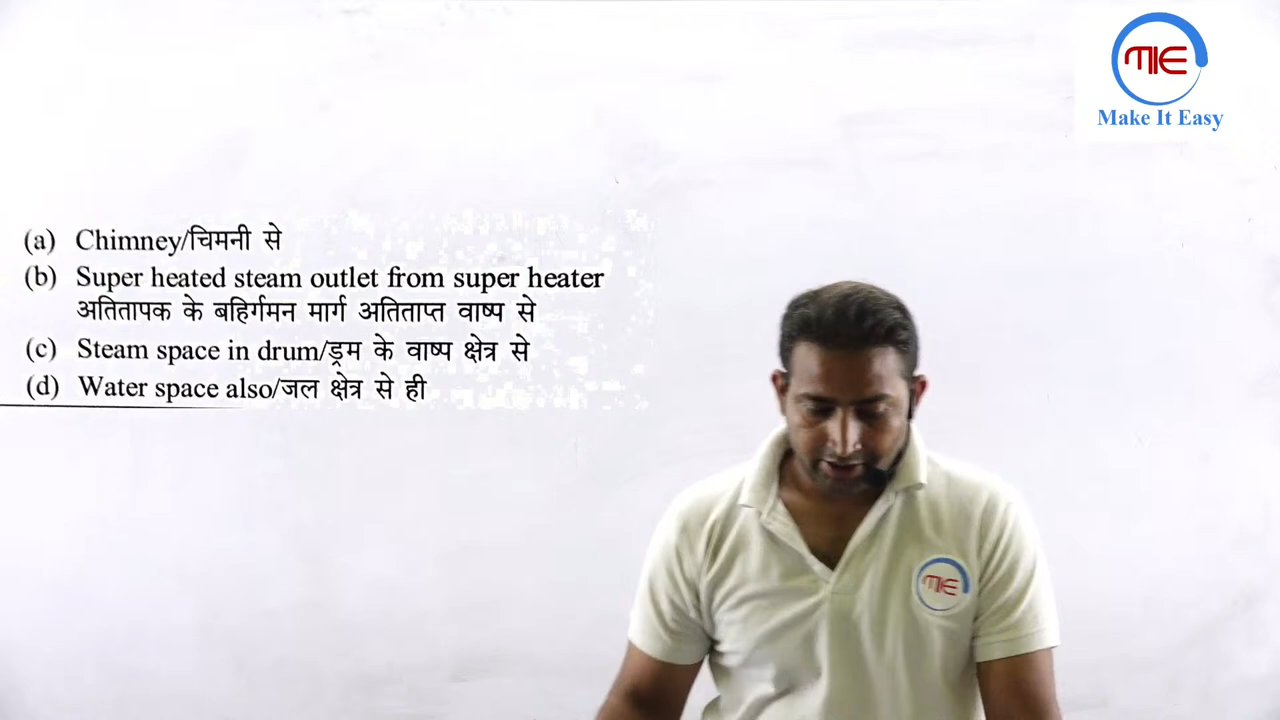 MIE
Make It Easy
(a) Chimney/चिमनी से
(b) Super heated steam outlet from super heater
अतितापक के बहिर्गमन मार्ग अतिताप्त वाष्प से
(c) Steam space in drum/ड्रम के वाष्प क्षेत्र से
(d) Water space also/जल क्षेत्र से ही
MIE